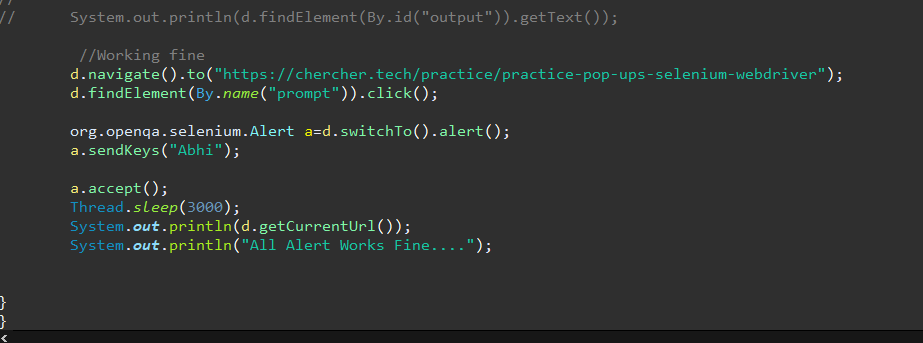 //
//      System.out.println(d.findElement(By.id("output")).getText());
//Working fine
d.navigate().to("https://chercher.tech/practice/practice-pop-ups-selenium-webdriver");
d.findElement(By.name("prompt")).click();
org.openqa.selenium.Alert a=d.switchTo().alert();
a.sendKeys("Abhi");
a.accept();
Thread.sleep(3000);
System.out.println(d.getCurrentUrl());
System.out.println("All Alert Works Fine....");
}
}